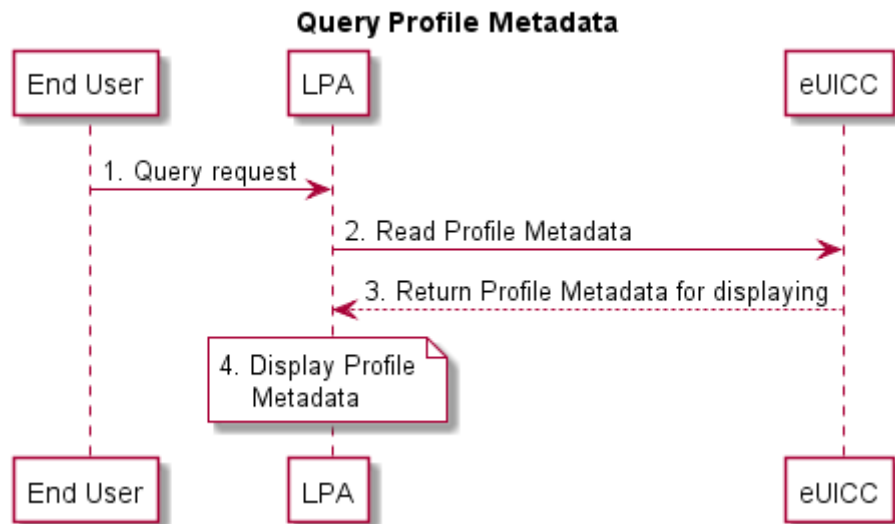 Query Profile Metadata
End User
LPA
eUICC
1. Query request
2. Read Profile Metadata
3. Return Profile Metadata for displaying
4. Display Profile
Metadata
End User
LPA
eUICC